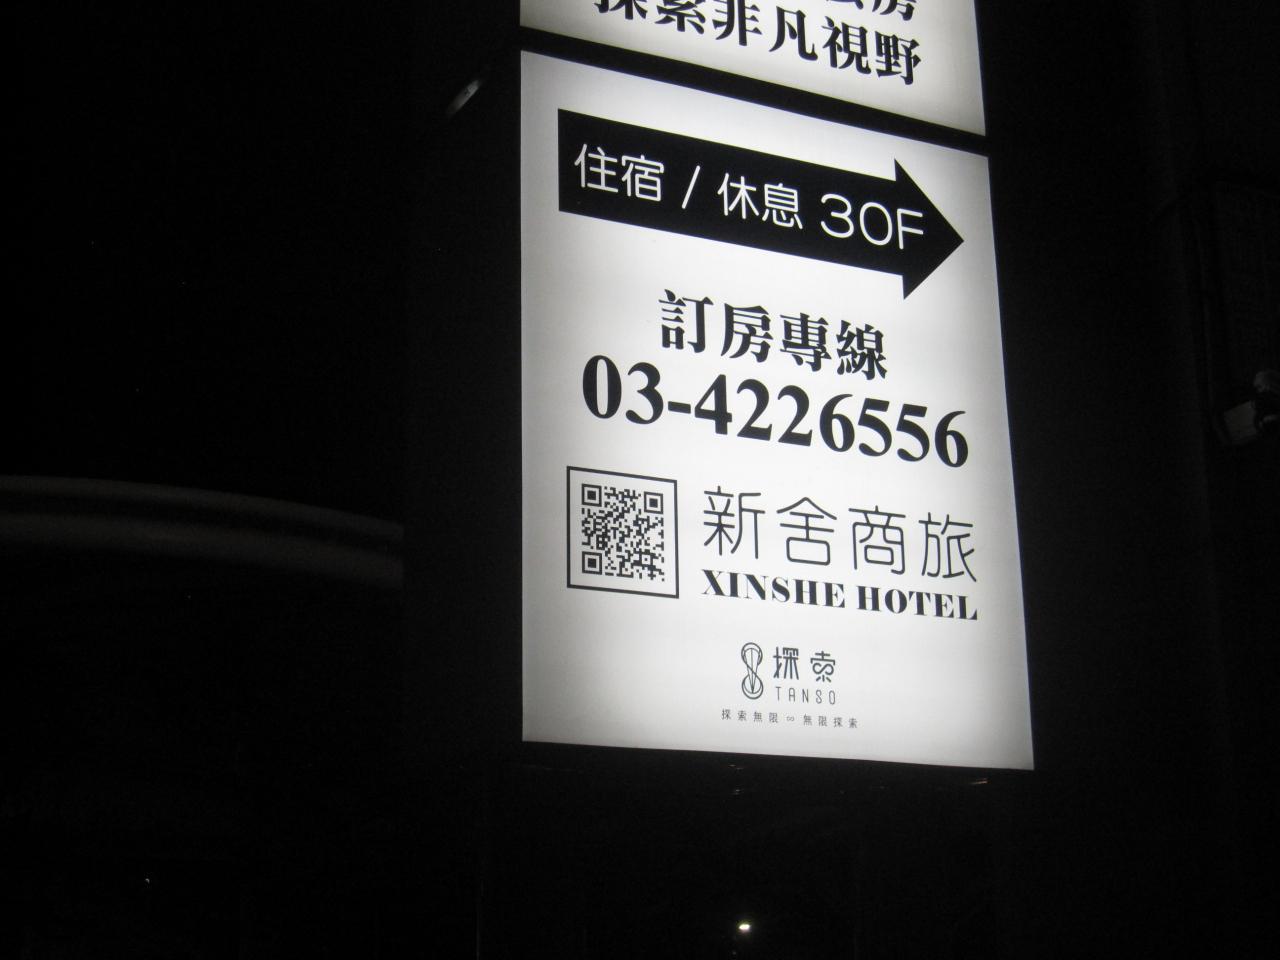 房
探索非凡視野
住宿 / 休息 30F
訂房專線
03-4226556
新舍商旅
XINSHE HOTEL
探索
TANSO
探索無限∞無限探索